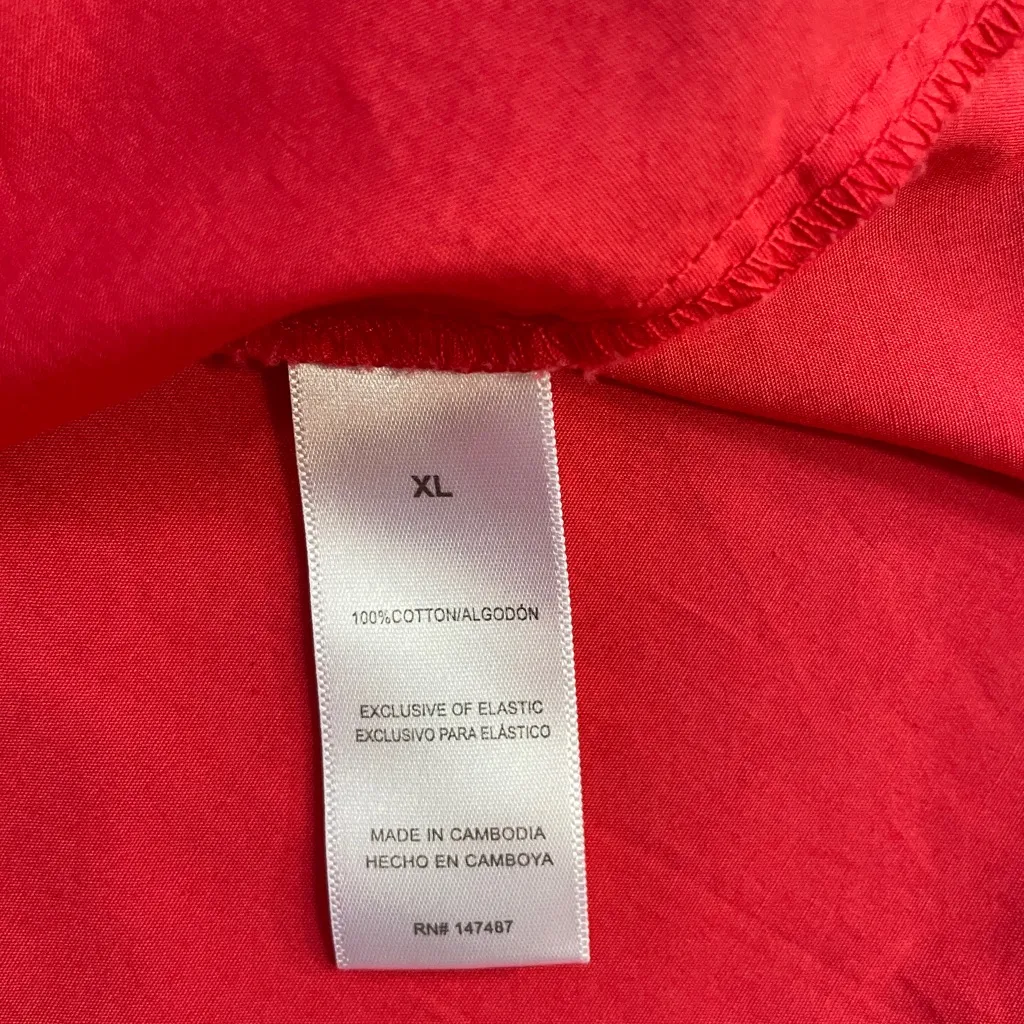 XL
100%COTTON/ALGODÓN
EXCLUSIVE OF ELASTIC
EXCLUSIVO PARA ELÁSTICO
MADE IN CAMBODIA
HECHO EN CAMBOYA
RN# 147487